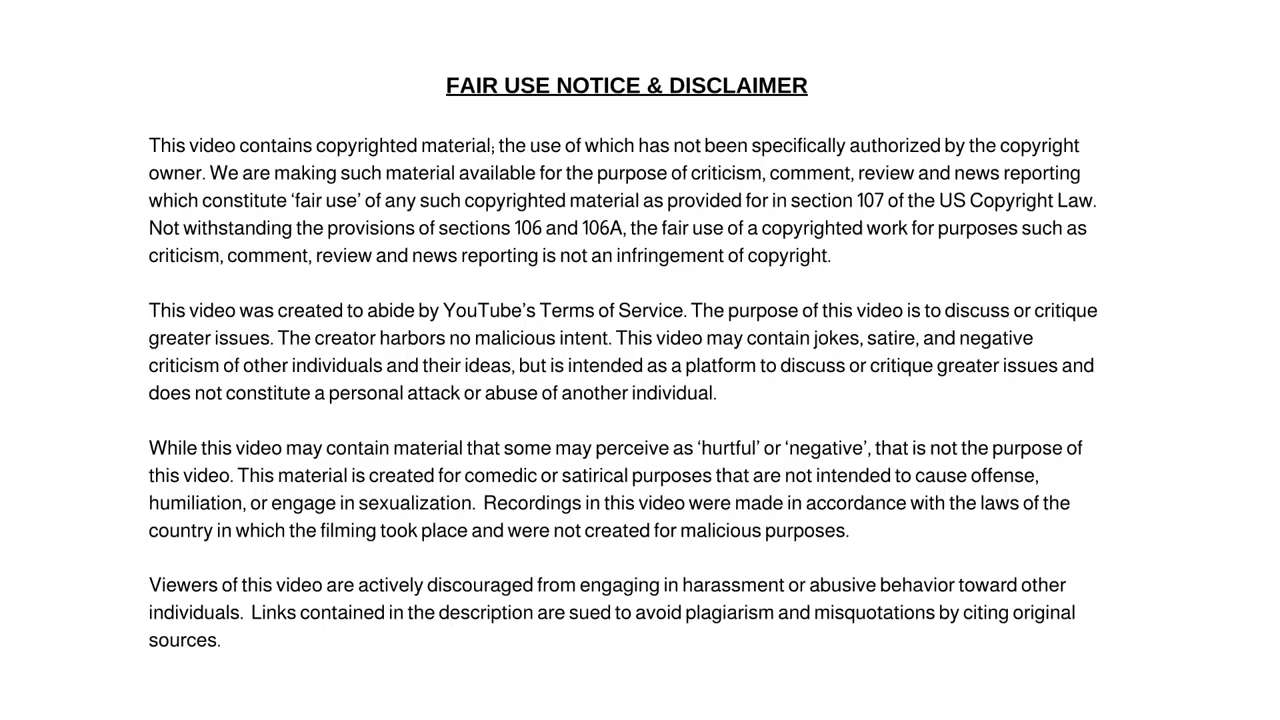 FAIR USE NOTICE & DISCLAIMER
This video contains copyrighted material; the use of which has not been specifically authorized by the copyright
owner. We are making such material available for the purpose of criticism, comment, review and news reporting
which constitute ‘fair use’ of any such copyrighted material as provided for in section 107 of the US Copyright Law.
Not withstanding the provisions of sections 106 and 106A, the fair use of a copyrighted work for purposes such as
criticism, comment, review and news reporting is not an infringement of copyright.
This video was created to abide by YouTube’s Terms of Service. The purpose of this video is to discuss or critique
greater issues. The creator harbors no malicious intent. This video may contain jokes, satire, and negative
criticism of other individuals and their ideas, but is intended as a platform to discuss or critique greater issues and
does not constitute a personal attack or abuse of another individual.
While this video may contain material that some may perceive as ‘hurtful’ or ‘negative’, that is not the purpose of
this video. This material is created for comedic or satirical purposes that are not intended to cause offense,
humiliation, or engage in sexualization.  Recordings in this video were made in accordance with the laws of the
country in which the filming took place and were not created for malicious purposes.
Viewers of this video are actively discouraged from engaging in harassment or abusive behavior toward other
individuals.  Links contained in the description are sued to avoid plagiarism and misquotations by citing original
sources.